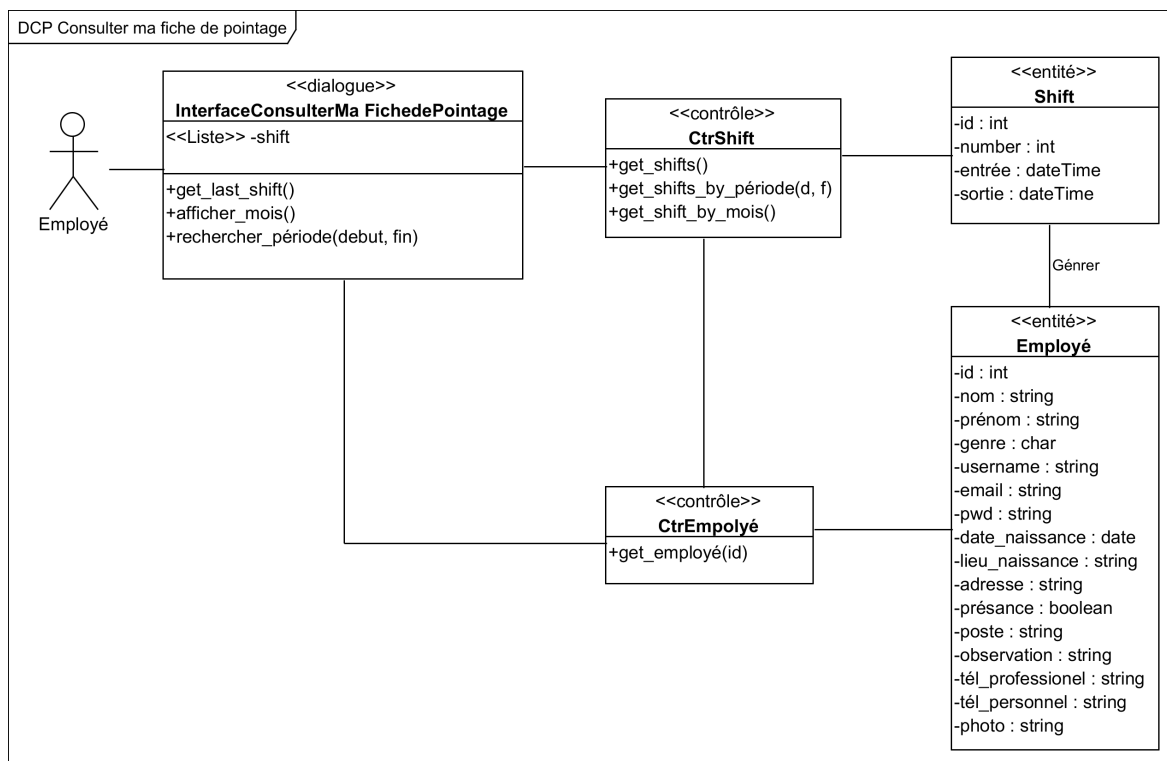 DCP Consulter ma fiche de pointage
Employé
<<dialogue>>
InterfaceConsulterMa FichedePointage
<<Liste>> -shift
+get_last_shift()
+afficher_mois()
+rechercher_période(debut, fin)
<<contrôle>>
CtrShift
+get_shifts()
+get_shifts_by_période(d, f)
+get_shift_by_mois()
<<entité>>
Shift
-id : int
-number : int
-entrée : dateTime
-sortie : dateTime
Génrer
<<entité>>
Employé
-id : int
-nom : string
-prénom : string
-genre : char
-username : string
-email : string
-pwd : string
-date_naissance : date
-lieu_naissance : string
-adresse : string
-présance : boolean
-poste : string
-observation : string
-tél_professionel : string
-tél_personnel : string
-photo : string
<<contrôle>>
CtrEmpolyé
+get_employé(id)